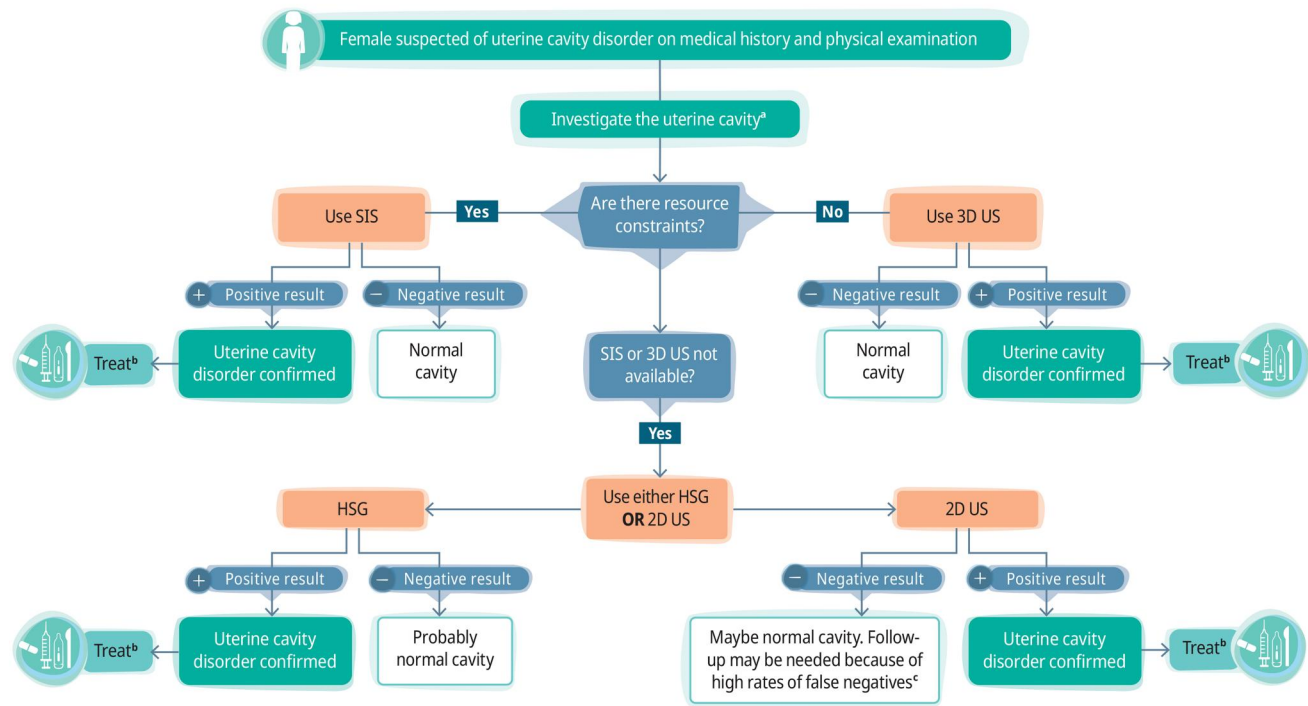 Female suspected of uterine cavity disorder on medical history and physical examination
Investigate the uterine cavityᵃ
Are there resource
constraints?
Yes
No
Use SIS
Use 3D US
+ Positive result
− Negative result
− Negative result
+ Positive result
Treatᵇ
Uterine cavity
disorder confirmed
Normal
cavity
SIS or 3D US not
available?
Normal
cavity
Uterine cavity
disorder confirmed
Treatᵇ
Yes
Use either HSG
OR 2D US
HSG
2D US
+ Positive result
− Negative result
− Negative result
+ Positive result
Treatᵇ
Uterine cavity
disorder confirmed
Probably
normal cavity
Maybe normal cavity. Follow-
up may be needed because of
high rates of false negativesᶜ
Uterine cavity
disorder confirmed
Treatᵇ